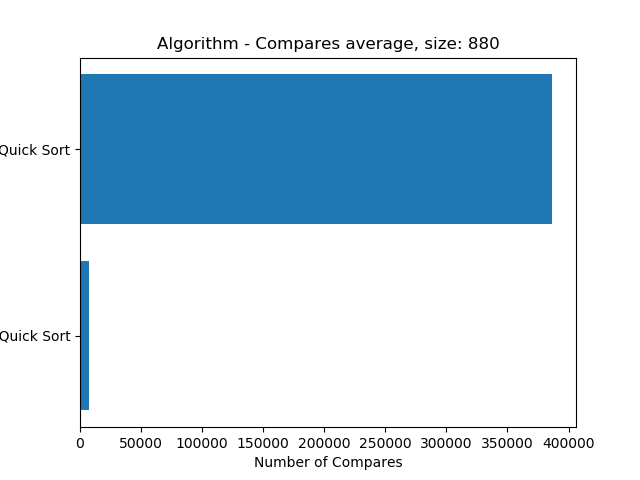 Algorithm - Compares average, size: 880
Quick Sort
Quick Sort
0 50000 100000 150000 200000 250000 300000 350000 400000
Number of Compares